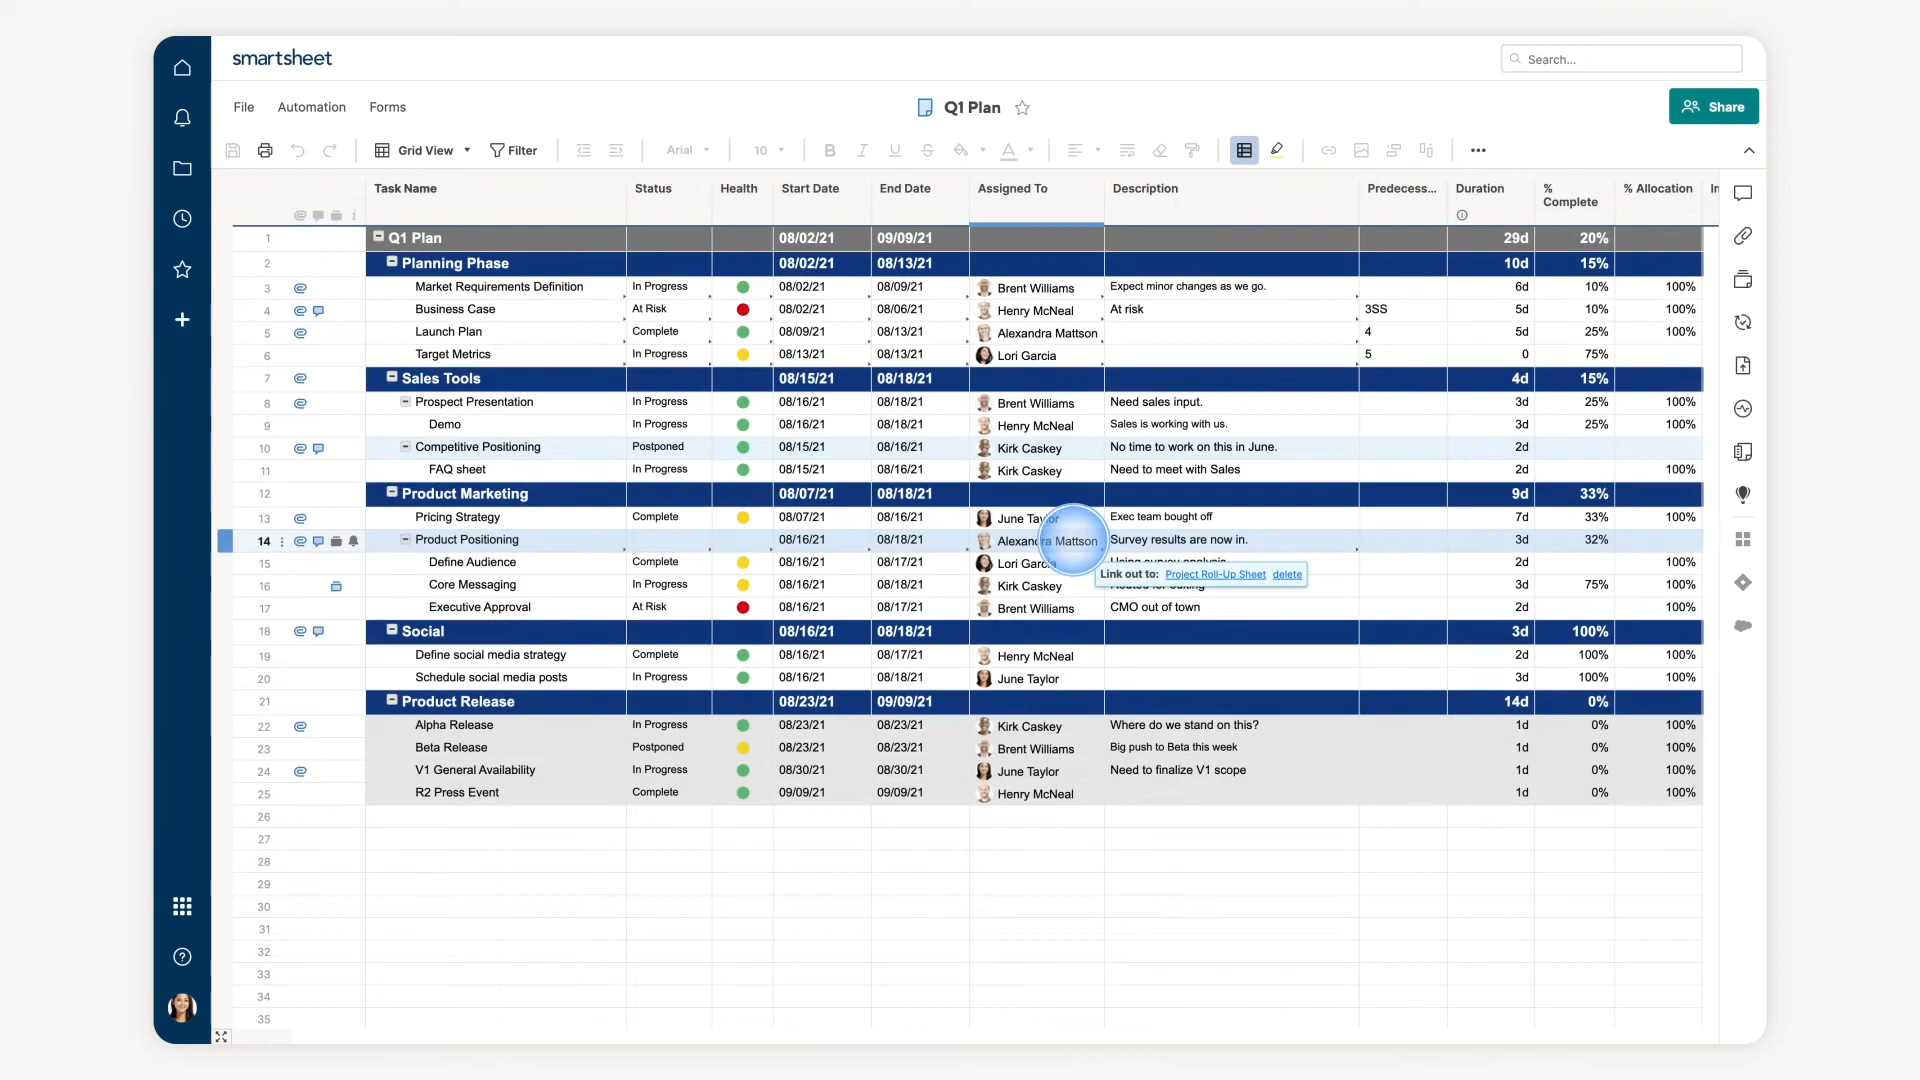 smartsheet
Search...
File Automation Forms
Q1 Plan
Share
Grid View Filter Arial 10 B I U S A
Task Name Status Health Start Date End Date Assigned To Description Predecess... Duration % Complete % Allocation In
1 Q1 Plan 08/02/21 09/09/21 29d 20%
2 Planning Phase 08/02/21 08/13/21 10d 15%
3 Market Requirements Definition In Progress 08/02/21 08/09/21 Brent Williams Expect minor changes as we go. 6d 10% 100%
4 Business Case At Risk 08/02/21 08/06/21 Henry McNeal At risk 3SS 5d 10% 100%
5 Launch Plan Complete 08/09/21 08/13/21 Alexandra Mattson 4 5d 25% 100%
6 Target Metrics In Progress 08/13/21 08/13/21 Lori Garcia 5 0 75%
7 Sales Tools 08/15/21 08/18/21 4d 15%
8 Prospect Presentation In Progress 08/16/21 08/18/21 Brent Williams Need sales input. 3d 25% 100%
9 Demo In Progress 08/16/21 08/18/21 Henry McNeal Sales is working with us. 3d 25% 100%
10 Competitive Positioning Postponed 08/15/21 08/16/21 Kirk Caskey No time to work on this in June. 2d
11 FAQ sheet In Progress 08/15/21 08/16/21 Kirk Caskey Need to meet with Sales 2d 100%
12 Product Marketing 08/07/21 08/18/21 9d 33%
13 Pricing Strategy Complete 08/07/21 08/16/21 June Taylor Exec team bought off 7d 33% 100%
14 Product Positioning 08/16/21 08/18/21 Alexandra Mattson Survey results are now in. 3d 32%
15 Define Audience Complete 08/16/21 08/17/21 Lori Garcia Using survey analysis 2d 100%
Link out to: Project Roll-Up Sheet delete
16 Core Messaging In Progress 08/16/21 08/18/21 Kirk Caskey 3d 75% 100%
17 Executive Approval At Risk 08/16/21 08/17/21 Brent Williams CMO out of town 2d 100%
18 Social 08/16/21 08/18/21 3d 100%
19 Define social media strategy Complete 08/16/21 08/17/21 Henry McNeal 2d 100% 100%
20 Schedule social media posts In Progress 08/16/21 08/18/21 June Taylor 3d 100% 100%
21 Product Release 08/23/21 09/09/21 14d 0%
22 Alpha Release In Progress 08/23/21 08/23/21 Kirk Caskey Where do we stand on this? 1d 0% 100%
23 Beta Release Postponed 08/23/21 08/23/21 Brent Williams Big push to Beta this week 1d 0% 100%
24 V1 General Availability In Progress 08/30/21 08/30/21 June Taylor Need to finalize V1 scope 1d 0% 100%
25 R2 Press Event Complete 09/09/21 09/09/21 Henry McNeal 1d 0% 100%
26
27
28
29
30
31
32
33
34
35